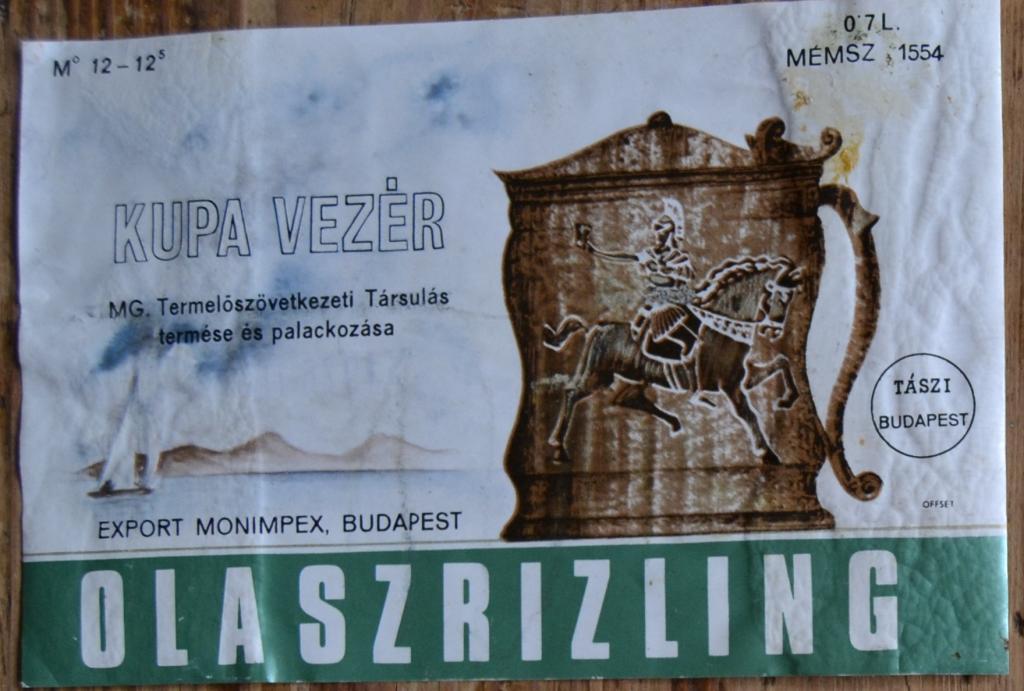 M° 12-12⁵
0'7 L.
MÉMSZ 1554
KUPA VEZÉR
MG. Termelőszövetkezeti Társulás
termése és palackozása
TÁSZI
BUDAPEST
OFFSET
EXPORT MONIMPEX, BUDAPEST
OLASZRIZLING